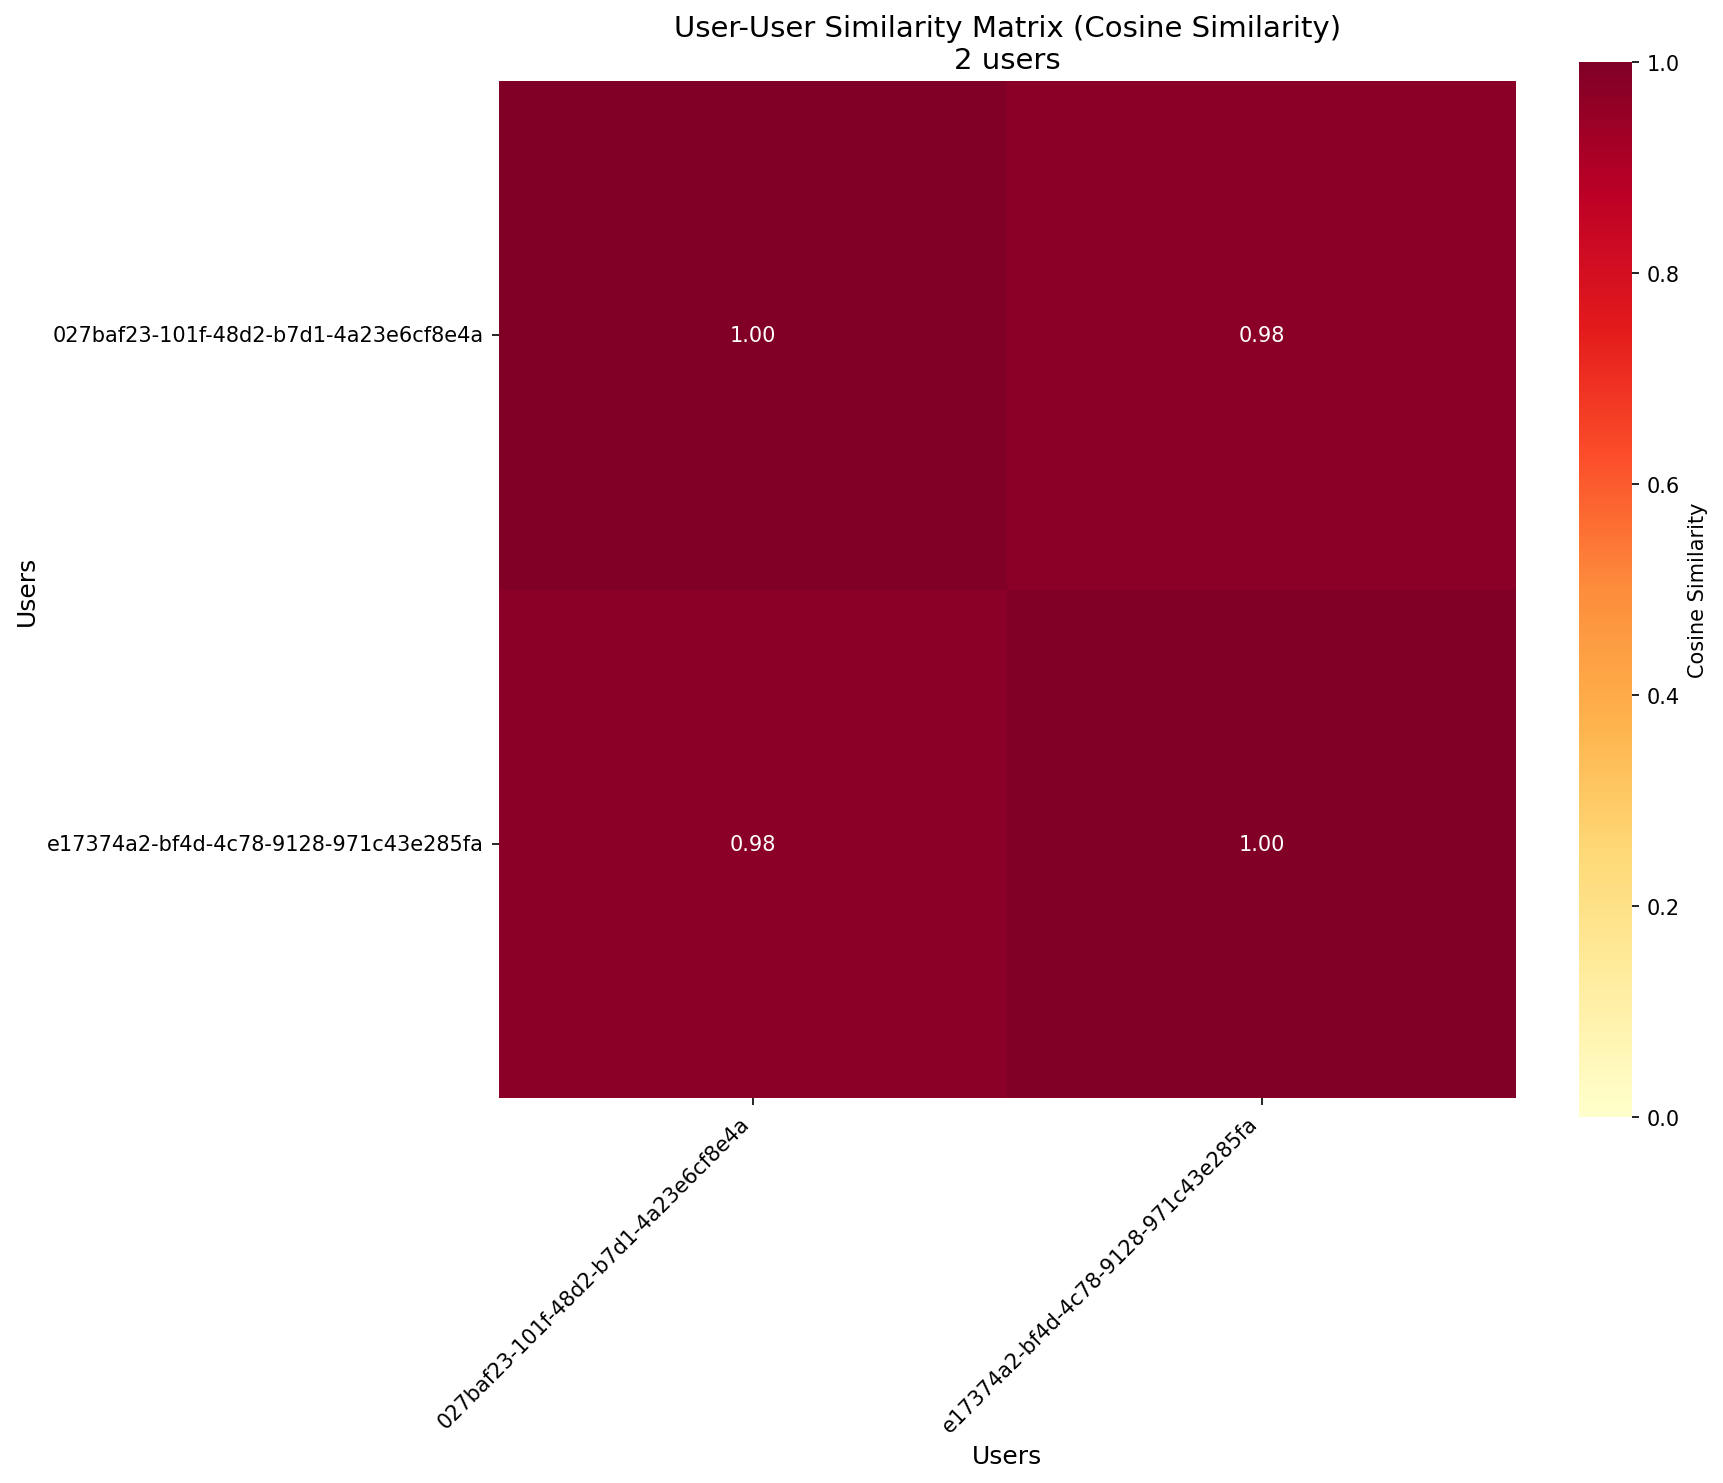 User-User Similarity Matrix (Cosine Similarity)
2 users
027baf23-101f-48d2-b7d1-4a23e6cf8e4a
1.00
0.98
e17374a2-bf4d-4c78-9128-971c43e285fa
0.98
1.00
Users
027baf23-101f-48d2-b7d1-4a23e6cf8e4a
e17374a2-bf4d-4c78-9128-971c43e285fa
Users
1.0
0.8
0.6
0.4
0.2
0.0
Cosine Similarity